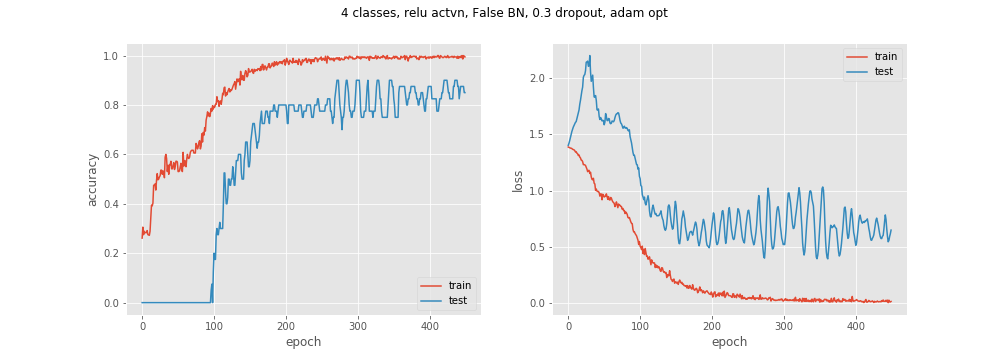 4 classes, relu actvn, False BN, 0.3 dropout, adam opt
accuracy
1.0
0.8
0.6
0.4
0.2
0.0
0 100 200 300 400
epoch
train
test
loss
2.0
1.5
1.0
0.5
0.0
0 100 200 300 400
epoch
train
test